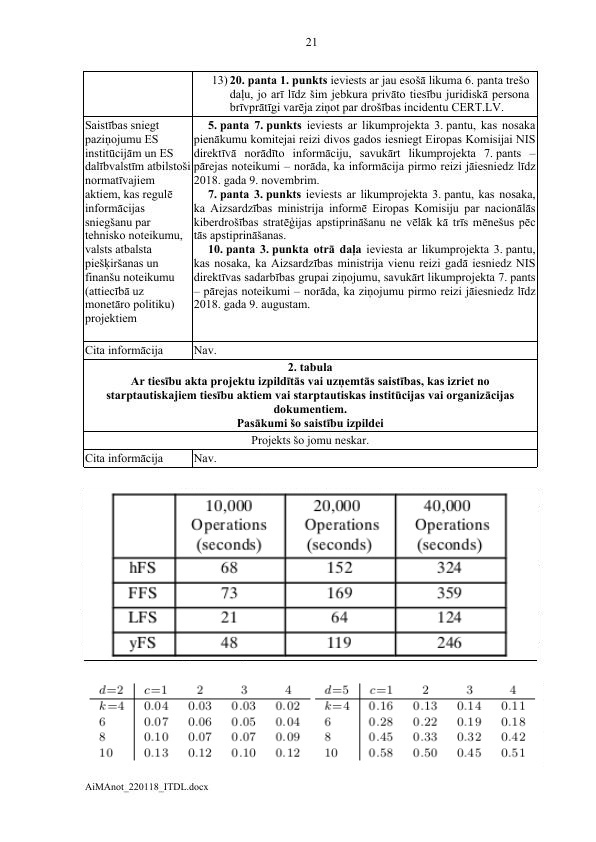 21
13) 20. panta 1. punkts ieviests ar jau esošā likuma 6. panta trešo
daļu, jo arī līdz šim jebkura privāto tiesību juridiskā persona
brīvprātīgi varēja ziņot par drošības incidentu CERT.LV.
Saistības sniegt
paziņojumu ES
institūcijām un ES
dalībvalstīm atbilstoši
normatīvajiem
aktiem, kas regulē
informācijas
sniegšanu par
tehnisko noteikumu,
valsts atbalsta
piešķiršanas un
finanšu noteikumu
(attiecībā uz
monetāro politiku)
projektiem
5. panta 7. punkts ieviests ar likumprojekta 3. pantu, kas nosaka
pienākumu komitejai reizi divos gados iesniegt Eiropas Komisijai NIS
direktīvā norādīto informāciju, savukārt likumprojekta 7. pants –
pārejas noteikumi – norāda, ka informācija pirmo reizi jāiesniedz līdz
2018. gada 9. novembrim.
7. panta 3. punkts ieviests ar likumprojekta 3. pantu, kas nosaka,
ka Aizsardzības ministrija informē Eiropas Komisiju par nacionālās
kiberdrošības stratēģijas apstiprināšanu ne vēlāk kā trīs mēnešus pēc
tās apstiprināšanas.
10. panta 3. punkta otrā daļa ieviesta ar likumprojekta 3. pantu,
kas nosaka, ka Aizsardzības ministrija vienu reizi gadā iesniedz NIS
direktīvas sadarbības grupai ziņojumu, savukārt likumprojekta 7. pants
– pārejas noteikumi – norāda, ka ziņojumu pirmo reizi jāiesniedz līdz
2018. gada 9. augustam.
Cita informācija Nav.
2. tabula
Ar tiesību akta projektu izpildītās vai uzņemtās saistības, kas izriet no
starptautiskajiem tiesību aktiem vai starptautiskas institūcijas vai organizācijas
dokumentiem.
Pasākumi šo saistību izpildei
Projekts šo jomu neskar.
Cita informācija Nav.
10,000 20,000 40,000
Operations Operations Operations
(seconds) (seconds) (seconds)
hFS 68 152 324
FFS 73 169 359
LFS 21 64 124
yFS 48 119 246
d=2 c=1 2 3 4 d=5 c=1 2 3 4
k=4 0.04 0.03 0.03 0.02 k=4 0.16 0.13 0.14 0.11
6 0.07 0.06 0.05 0.04 6 0.28 0.22 0.19 0.18
8 0.10 0.07 0.07 0.09 8 0.45 0.33 0.32 0.42
10 0.13 0.12 0.10 0.12 10 0.58 0.50 0.45 0.51
AiMAnot_220118_ITDL.docx